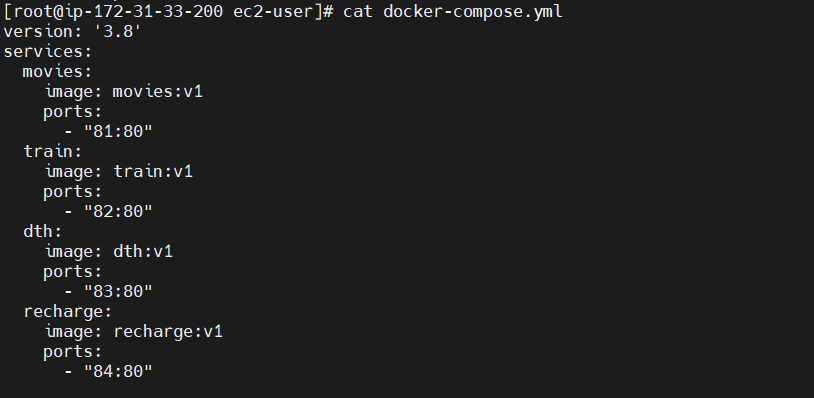 [root@ip-172-31-33-200 ec2-user]# cat docker-compose.yml
version: '3.8'
services:
  movies:
    image: movies:v1
    ports:
      - "81:80"
  train:
    image: train:v1
    ports:
      - "82:80"
  dth:
    image: dth:v1
    ports:
      - "83:80"
  recharge:
    image: recharge:v1
    ports:
      - "84:80"